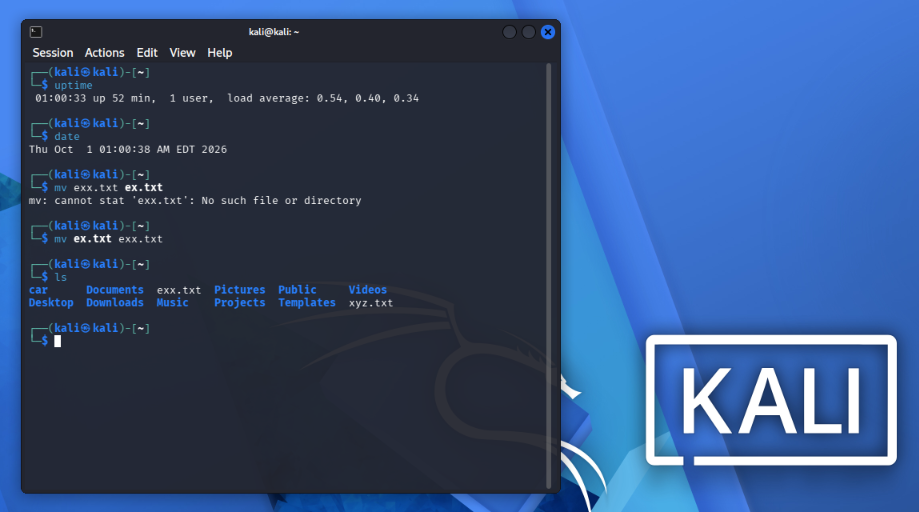 kali@kali: ~
Session Actions Edit View Help
┌──(kali㉿kali)-[~]
└─$ uptime
 01:00:33 up 52 min,  1 user,  load average: 0.54, 0.40, 0.34
┌──(kali㉿kali)-[~]
└─$ date
Thu Oct  1 01:00:38 AM EDT 2026
┌──(kali㉿kali)-[~]
└─$ mv exx.txt ex.txt
mv: cannot stat 'exx.txt': No such file or directory
┌──(kali㉿kali)-[~]
└─$ mv ex.txt exx.txt
┌──(kali㉿kali)-[~]
└─$ ls
car      Documents  exx.txt  Pictures  Public     Videos
Desktop  Downloads  Music    Projects  Templates  xyz.txt
┌──(kali㉿kali)-[~]
└─$
KALI